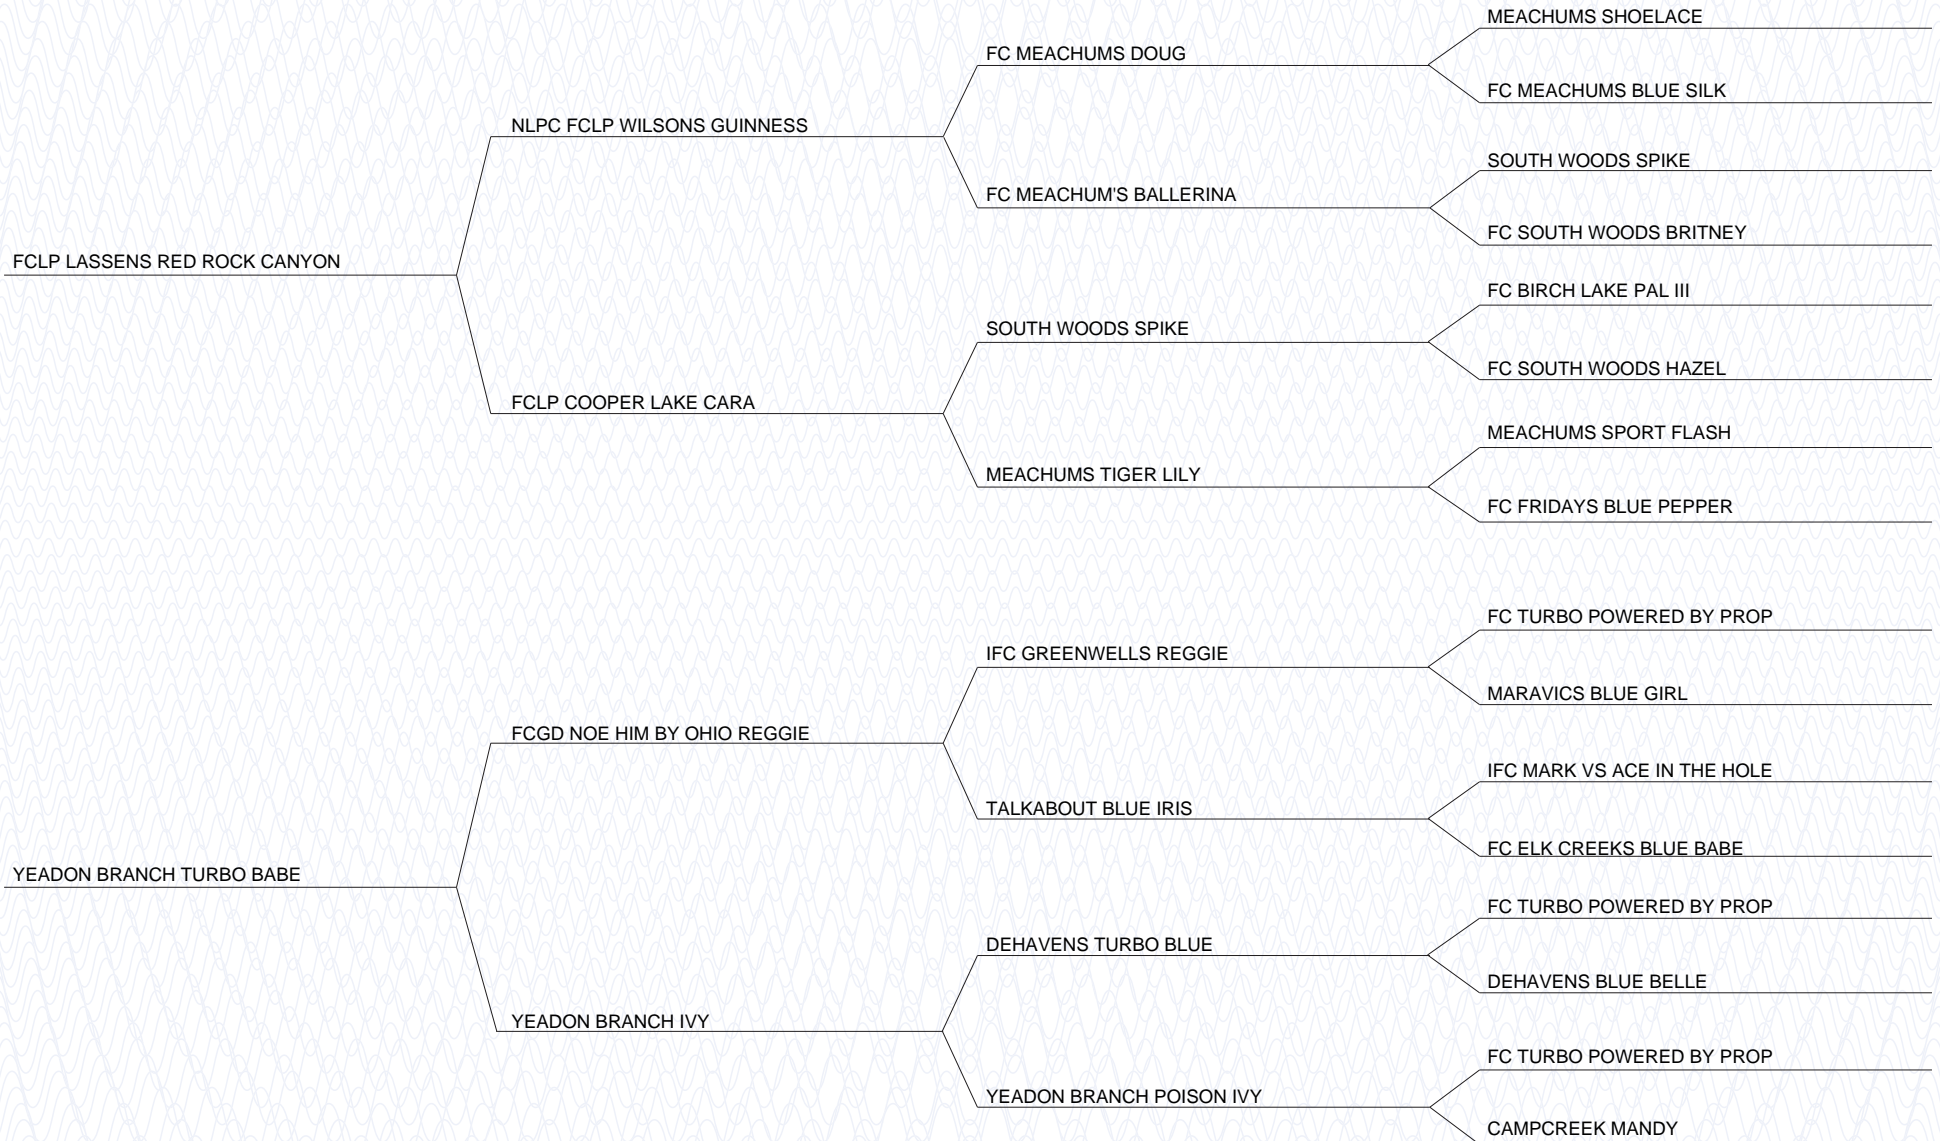 MEACHUMS SHOELACE
FC MEACHUMS DOUG
FC MEACHUMS BLUE SILK
NLPC FCLP WILSONS GUINNESS
SOUTH WOODS SPIKE
FC MEACHUM'S BALLERINA
FC SOUTH WOODS BRITNEY
FCLP LASSENS RED ROCK CANYON
FC BIRCH LAKE PAL III
SOUTH WOODS SPIKE
FC SOUTH WOODS HAZEL
FCLP COOPER LAKE CARA
MEACHUMS SPORT FLASH
MEACHUMS TIGER LILY
FC FRIDAYS BLUE PEPPER
FC TURBO POWERED BY PROP
IFC GREENWELLS REGGIE
MARAVICS BLUE GIRL
FCGD NOE HIM BY OHIO REGGIE
IFC MARK VS ACE IN THE HOLE
TALKABOUT BLUE IRIS
FC ELK CREEKS BLUE BABE
YEADON BRANCH TURBO BABE
FC TURBO POWERED BY PROP
DEHAVENS TURBO BLUE
DEHAVENS BLUE BELLE
YEADON BRANCH IVY
FC TURBO POWERED BY PROP
YEADON BRANCH POISON IVY
CAMPCREEK MANDY